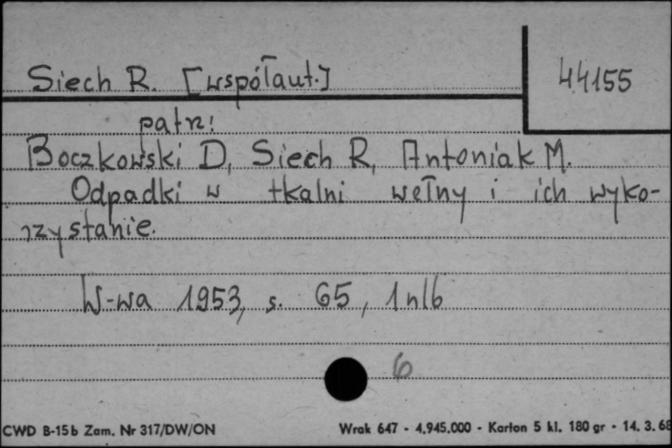 Siech R. [współaut.]
44155
patrz:
Boczkowski D, Siech R, Antoniak M.
Odpadki w tkalni wełny i ich wyko-
rzystanie.
W-wa 1953, s. 65, 1 nlb
6
CWD B-15b Zam. Nr 317/DW/ON
Wrak 647 - 4.945.000 - Karton 5 kl. 180 gr - 14. 3. 6